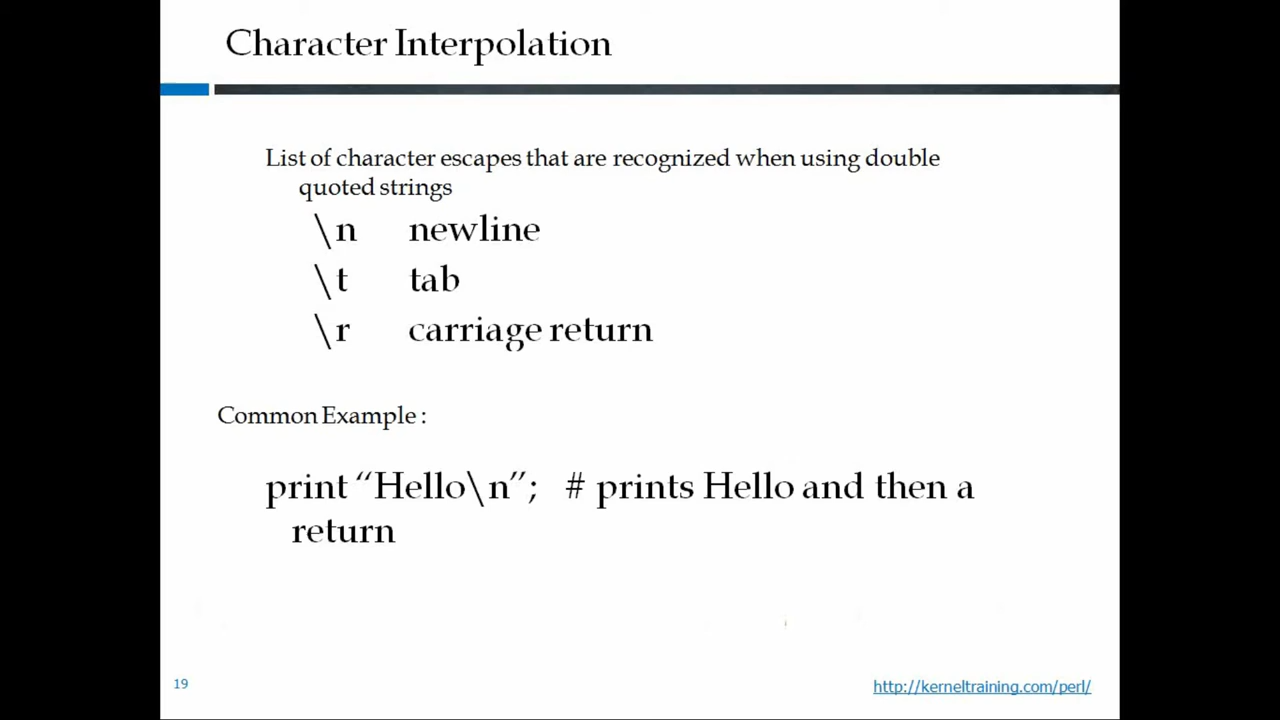 Character Interpolation
List of character escapes that are recognized when using double
quoted strings
\n newline
\t tab
\r carriage return
Common Example :
print “Hello\n”; # prints Hello and then a
return
19
http://kerneltraining.com/perl/